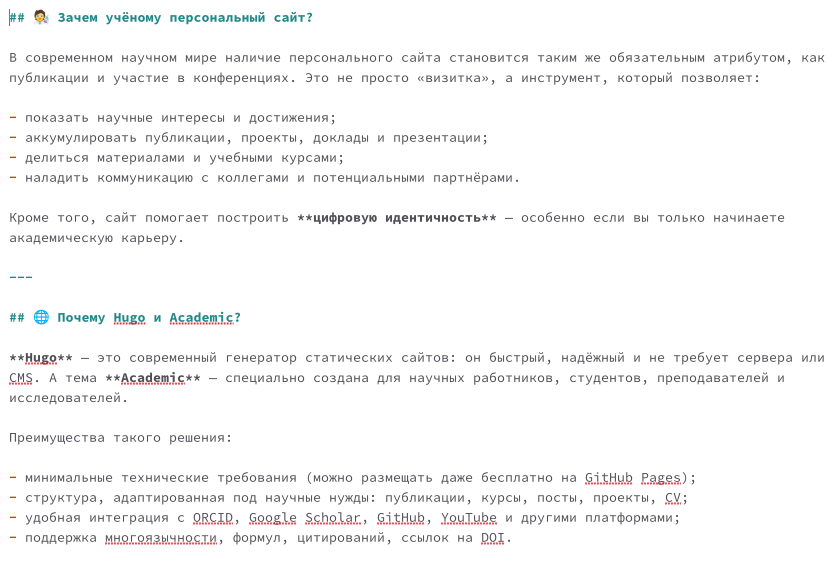 ## 🧑‍🔬 Зачем учёному персональный сайт?
В современном научном мире наличие персонального сайта становится таким же обязательным атрибутом, как
публикации и участие в конференциях. Это не просто «визитка», а инструмент, который позволяет:
- показать научные интересы и достижения;
- аккумулировать публикации, проекты, доклады и презентации;
- делиться материалами и учебными курсами;
- наладить коммуникацию с коллегами и потенциальными партнёрами.
Кроме того, сайт помогает построить **цифровую идентичность** — особенно если вы только начинаете
академическую карьеру.
---
## 🌐 Почему Hugo и Academic?
**Hugo** — это современный генератор статических сайтов: он быстрый, надёжный и не требует сервера или
CMS. А тема **Academic** — специально создана для научных работников, студентов, преподавателей и
исследователей.
Преимущества такого решения:
- минимальные технические требования (можно размещать даже бесплатно на GitHub Pages);
- структура, адаптированная под научные нужды: публикации, курсы, посты, проекты, CV;
- удобная интеграция с ORCID, Google Scholar, GitHub, YouTube и другими платформами;
- поддержка многоязычности, формул, цитирований, ссылок на DOI.